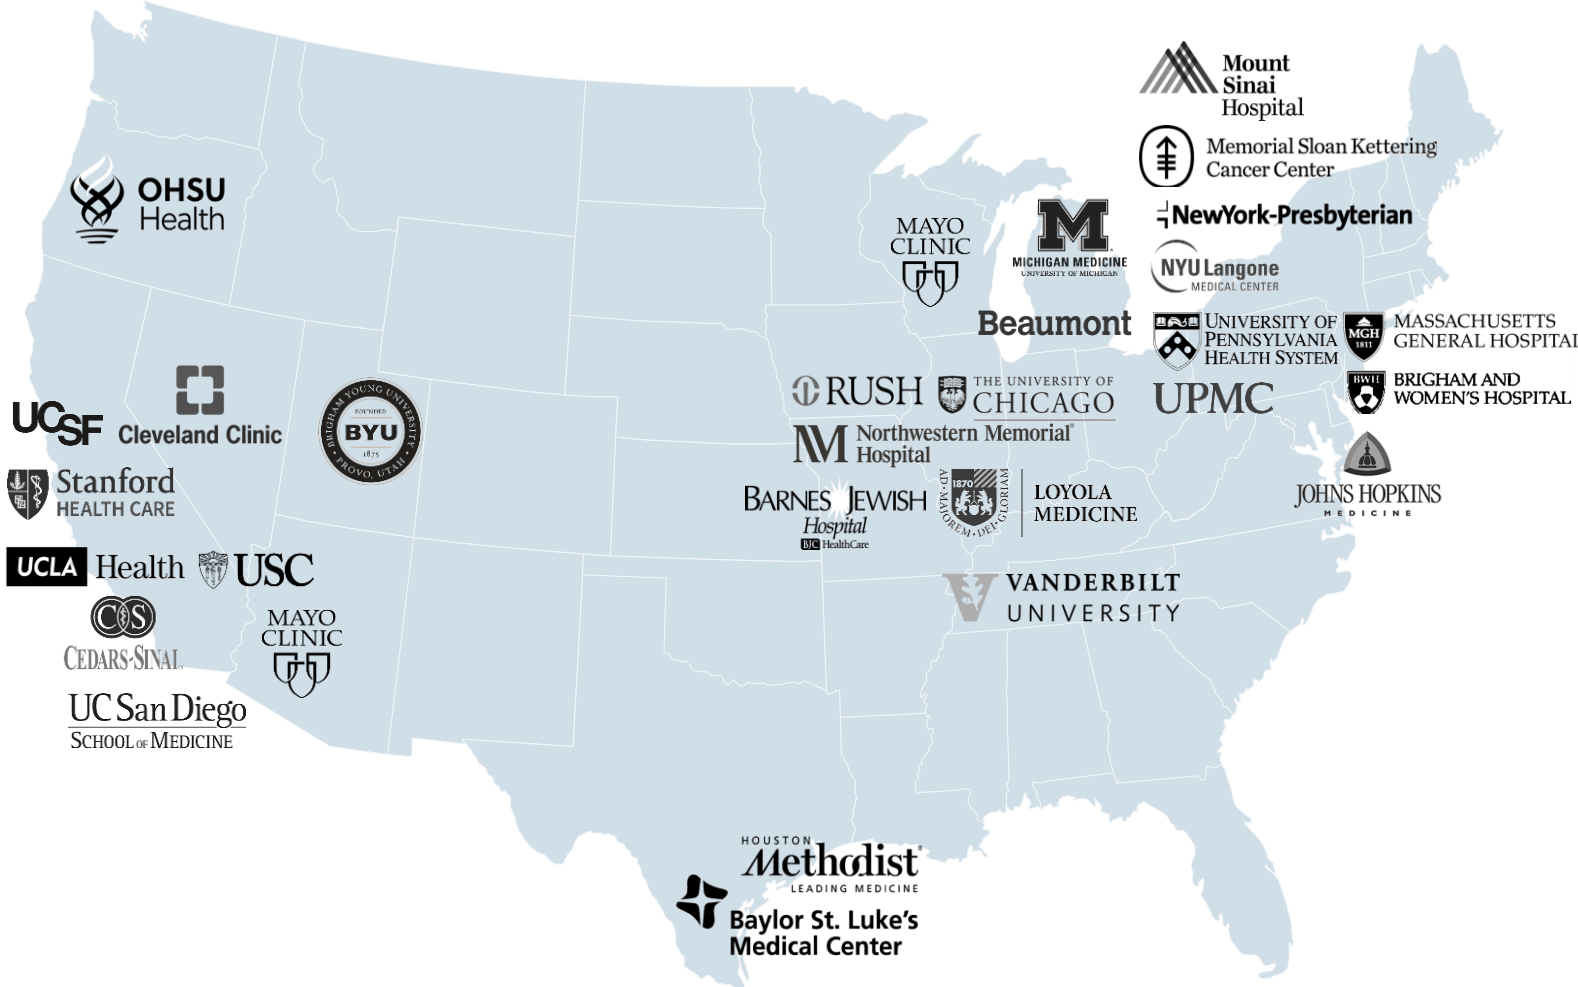 Mount
Sinai
Hospital
Memorial Sloan Kettering
Cancer Center
NewYork-Presbyterian
NYU Langone
MEDICAL CENTER
UNIVERSITY OF
PENNSYLVANIA
HEALTH SYSTEM
MGH
1811
MASSACHUSETTS
GENERAL HOSPITAL
UPMC
BWH
BRIGHAM AND
WOMEN'S HOSPITAL
JOHNS HOPKINS
MEDICINE
OHSU
Health
MAYO
CLINIC
M
MICHIGAN MEDICINE
UNIVERSITY OF MICHIGAN
Beaumont
RUSH
THE UNIVERSITY OF
CHICAGO
NM
Northwestern Memorial®
Hospital
BARNES JEWISH
Hospital
BJC HealthCare
1870
AD · MAJOREM · DEI · GLORIAM
LOYOLA
MEDICINE
V
VANDERBILT
UNIVERSITY
UCSF
Cleveland Clinic
BRIGHAM YOUNG UNIVERSITY
FOUNDED
BYU
1875
PROVO, UTAH
Stanford
HEALTH CARE
UCLA Health
USC
CS
CEDARS-SINAI
MAYO
CLINIC
UC San Diego
SCHOOL OF MEDICINE
HOUSTON
Methodist®
LEADING MEDICINE
Baylor St. Luke's
Medical Center